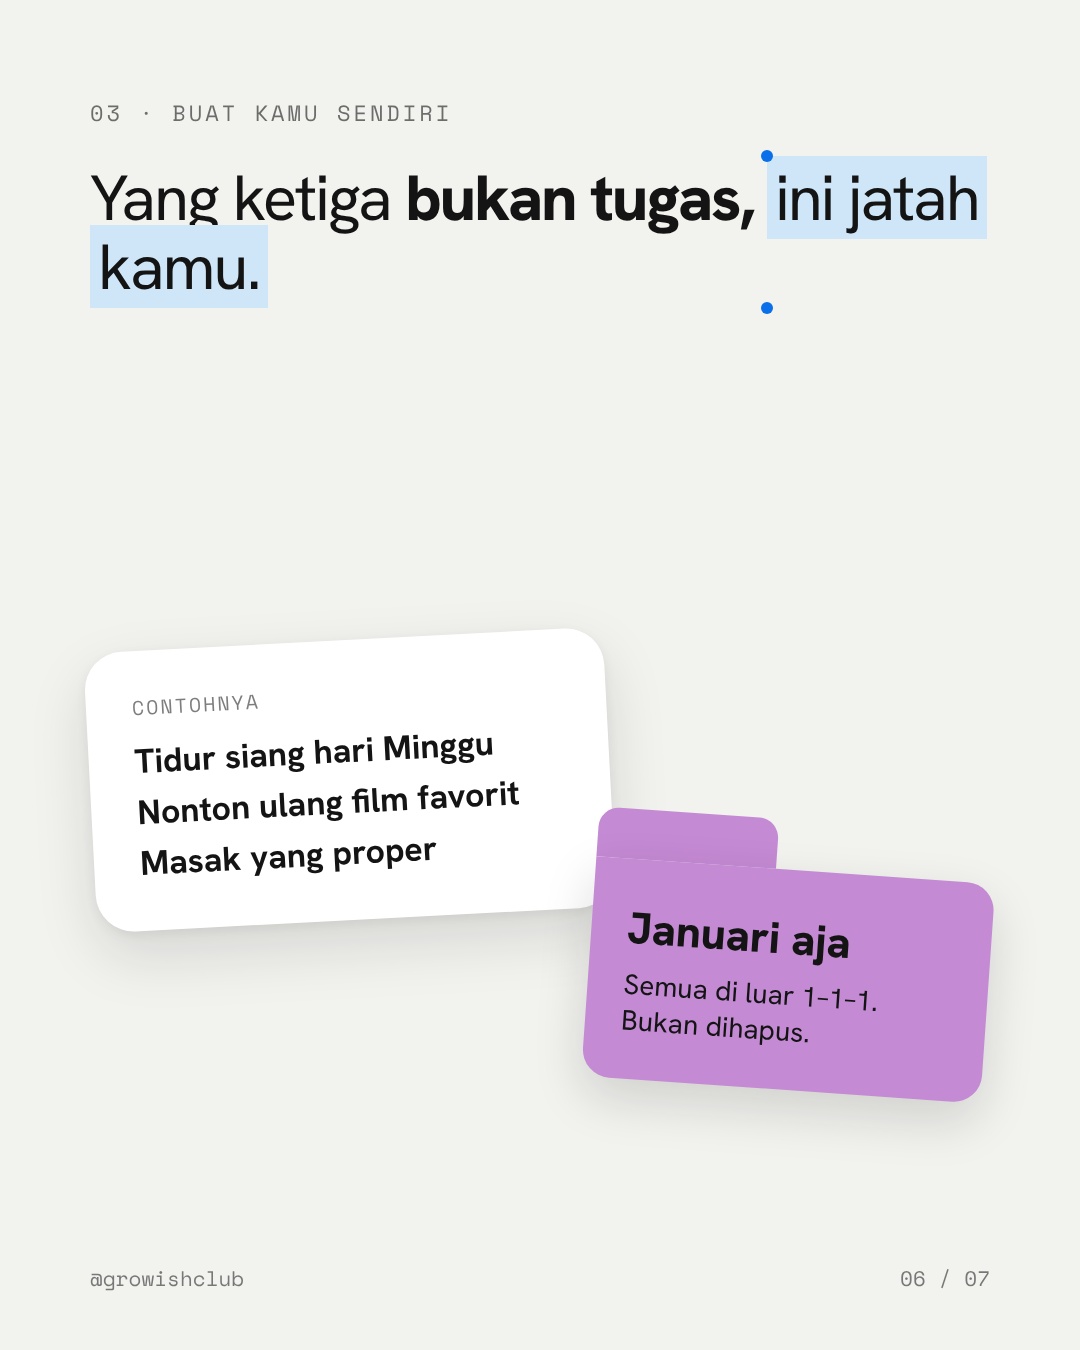 03 · BUAT KAMU SENDIRI
Yang ketiga bukan tugas, ini jatah
kamu.
CONTOHNYA
Tidur siang hari Minggu
Nonton ulang film favorit
Masak yang proper
Januari aja
Semua di luar 1–1–1.
Bukan dihapus.
@growishclub
06 / 07